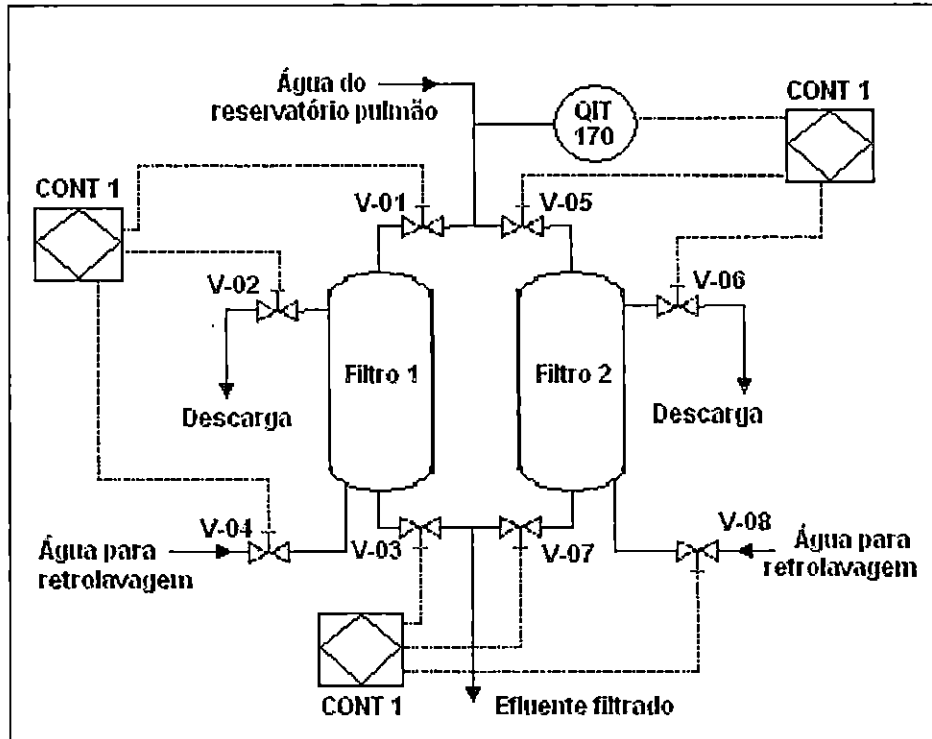 Água do
reservatório pulmão
QIT
170
CONT 1
CONT 1
V-01
V-05
V-02
V-06
Filtro 1
Filtro 2
Descarga
Descarga
V-04
V-03
V-07
V-08
Água para
retrolavagem
Água para
retrolavagem
CONT 1
Efluente filtrado